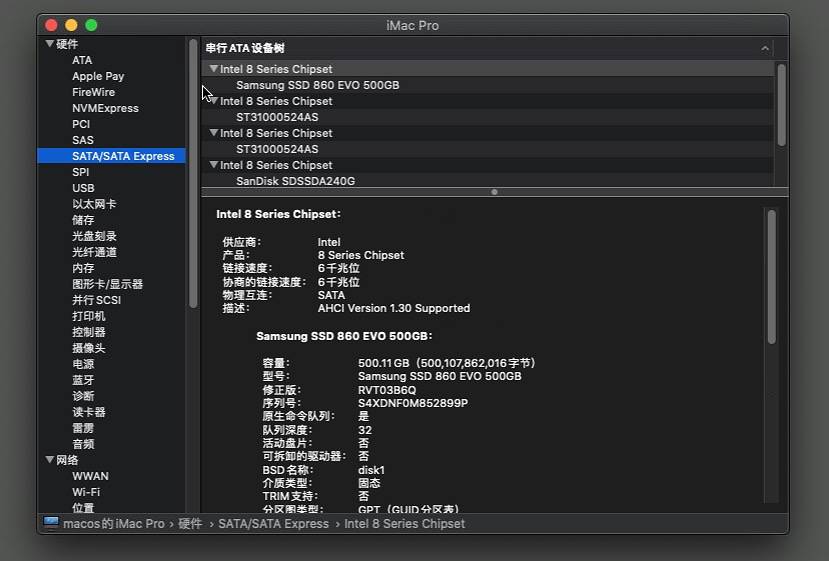 iMac Pro
硬件
ATA
Apple Pay
FireWire
NVMExpress
PCI
SAS
SATA/SATA Express
SPI
USB
以太网卡
储存
光盘刻录
光纤通道
内存
图形卡/显示器
并行 SCSI
打印机
控制器
摄像头
电源
蓝牙
诊断
读卡器
雷雳
音频
网络
WWAN
Wi-Fi
位置
串行 ATA 设备树
Intel 8 Series Chipset
Samsung SSD 860 EVO 500GB
Intel 8 Series Chipset
ST31000524AS
Intel 8 Series Chipset
ST31000524AS
Intel 8 Series Chipset
SanDisk SDSSDA240G
Intel 8 Series Chipset：
供应商： Intel
产品： 8 Series Chipset
链接速度： 6 千兆位
协商的链接速度： 6 千兆位
物理互连： SATA
描述： AHCI Version 1.30 Supported
Samsung SSD 860 EVO 500GB：
容量： 500.11 GB（500,107,862,016 字节）
型号： Samsung SSD 860 EVO 500GB
修正版： RVT03B6Q
序列号： S4XDNF0M852899P
原生命令队列： 是
队列深度： 32
活动盘片： 否
可拆卸的驱动器： 否
BSD 名称： disk1
介质类型： 固态
TRIM 支持： 否
分区图类型： GPT（GUID 分区表）
macos的 iMac Pro › 硬件 › SATA/SATA Express › Intel 8 Series Chipset